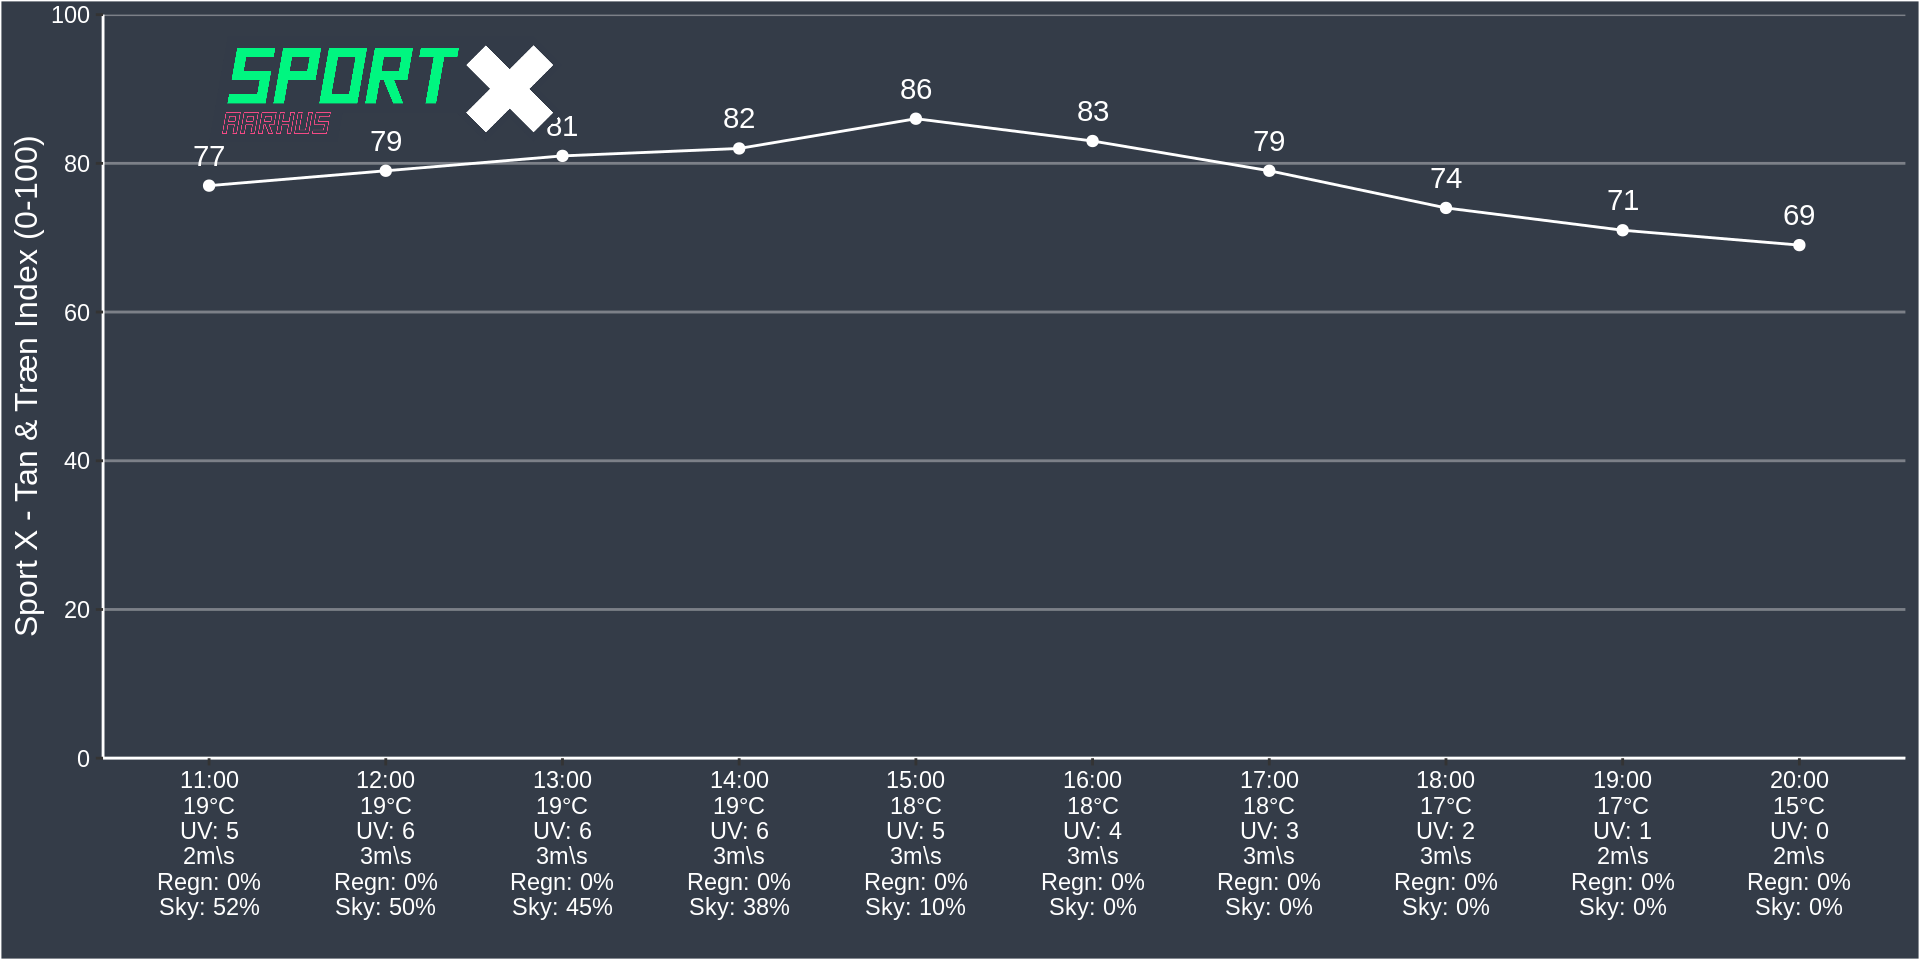 SPORT X
AARHUS
Sport X - Tan & Træn Index (0-100)
100
80
60
40
20
0
77 79 81 82 86 83 79 74 71 69
11:00 12:00 13:00 14:00 15:00 16:00 17:00 18:00 19:00 20:00
19°C 19°C 19°C 19°C 18°C 18°C 18°C 17°C 17°C 15°C
UV: 5 UV: 6 UV: 6 UV: 6 UV: 5 UV: 4 UV: 3 UV: 2 UV: 1 UV: 0
2m\s 3m\s 3m\s 3m\s 3m\s 3m\s 3m\s 3m\s 2m\s 2m\s
Regn: 0% Regn: 0% Regn: 0% Regn: 0% Regn: 0% Regn: 0% Regn: 0% Regn: 0% Regn: 0% Regn: 0%
Sky: 52% Sky: 50% Sky: 45% Sky: 38% Sky: 10% Sky: 0% Sky: 0% Sky: 0% Sky: 0% Sky: 0%